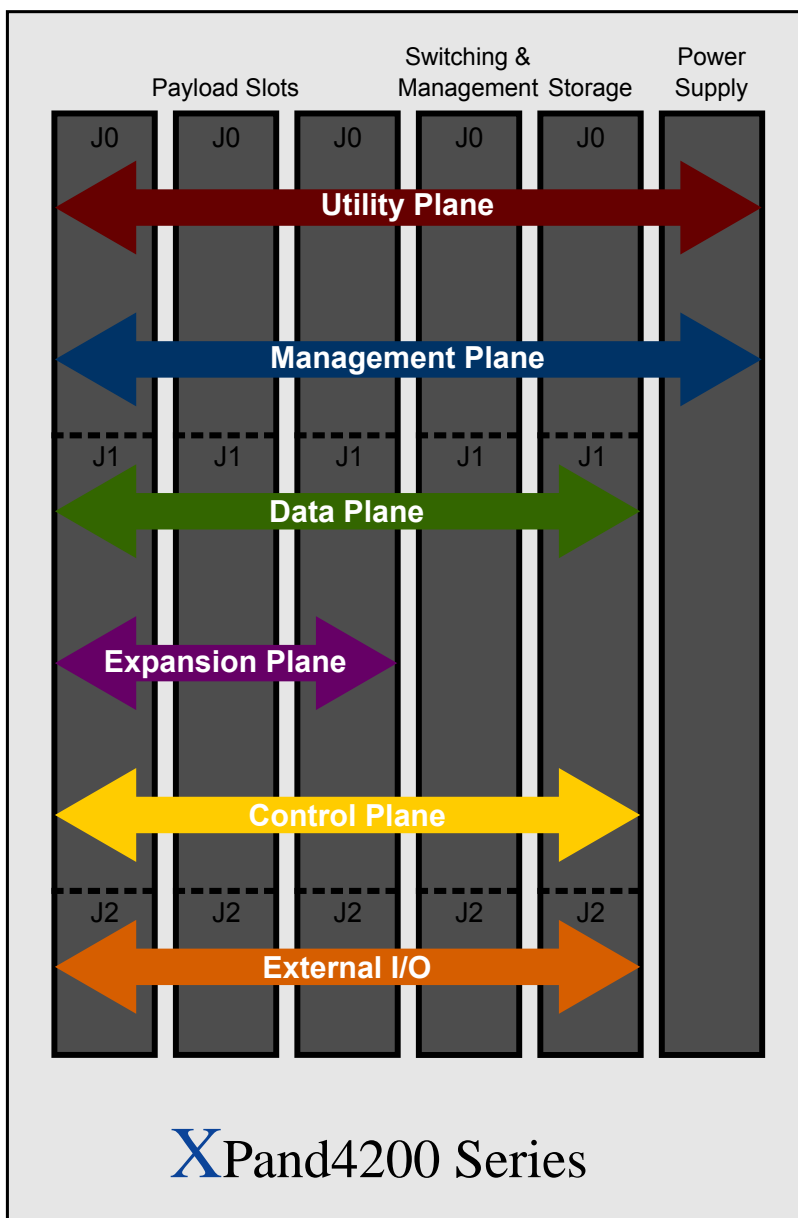 Switching & Power
Payload Slots Management Storage Supply
J0 J0 J0 J0 J0
Utility Plane
Management Plane
J1 J1 J1 J1 J1
Data Plane
Expansion Plane
Control Plane
J2 J2 J2 J2 J2
External I/O
XPand4200 Series